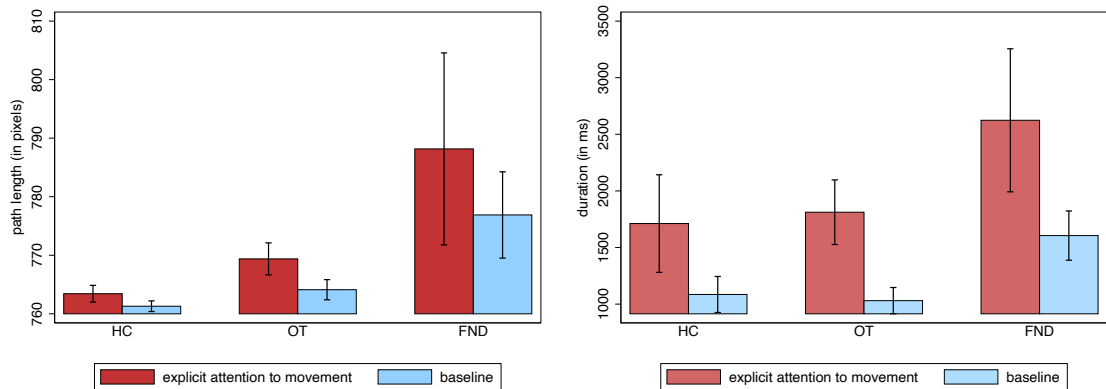 path length (in pixels)
810
800
790
780
770
760
HC
OT
FND
explicit attention to movement
baseline
duration (in ms)
3500
3000
2500
2000
1500
1000
HC
OT
FND
explicit attention to movement
baseline